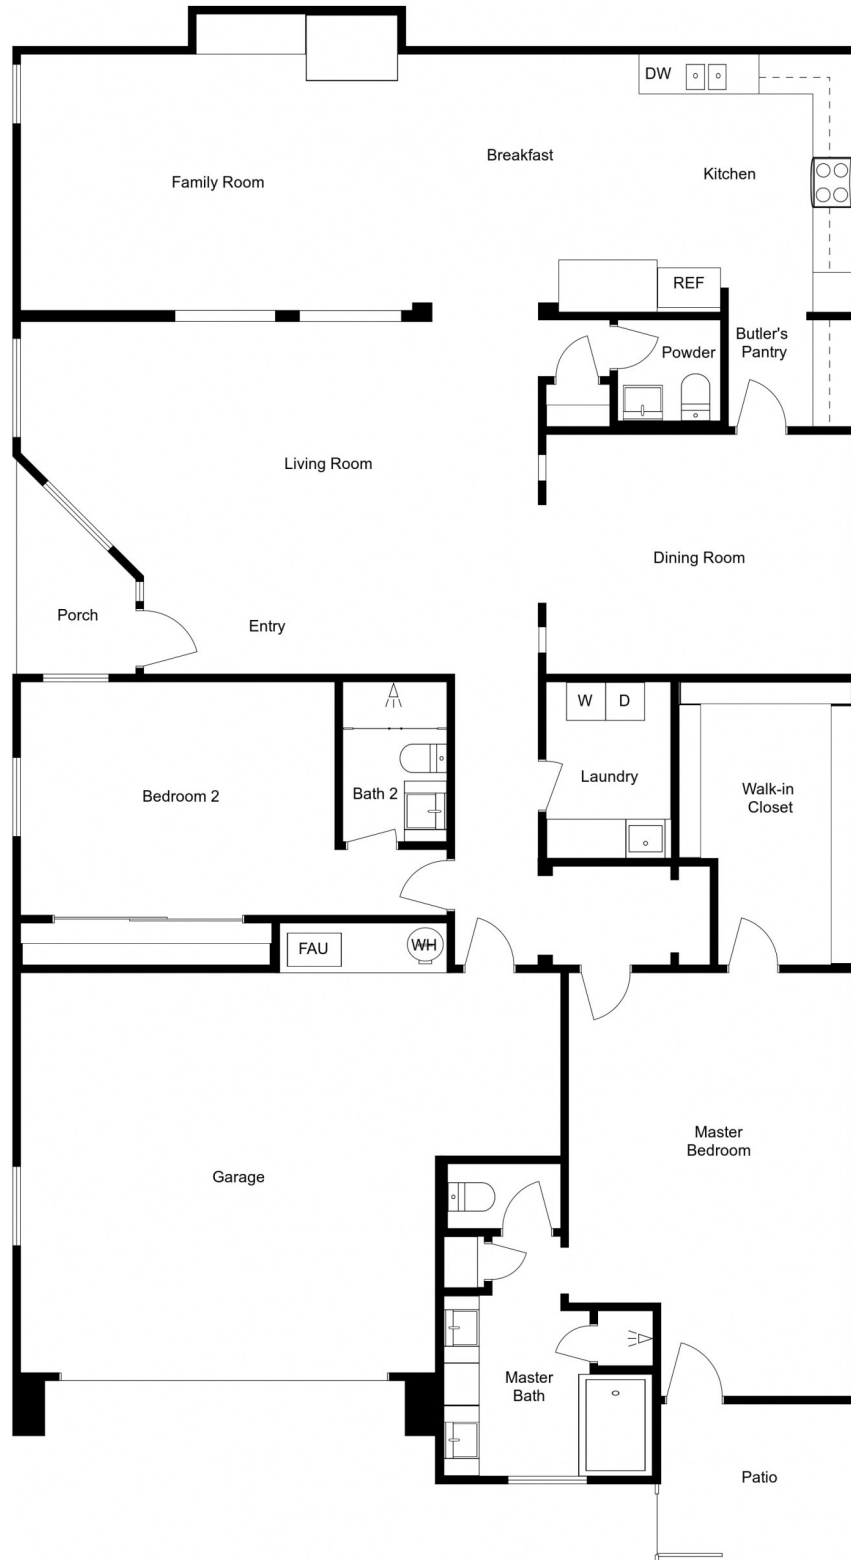 DW
Breakfast
Kitchen
Family Room
REF
Butler's
Pantry
Powder
Living Room
Dining Room
Porch
Entry
W
D
Laundry
Walk-in
Closet
Bath 2
Bedroom 2
FAU
WH
Master
Bedroom
Garage
Master
Bath
Patio